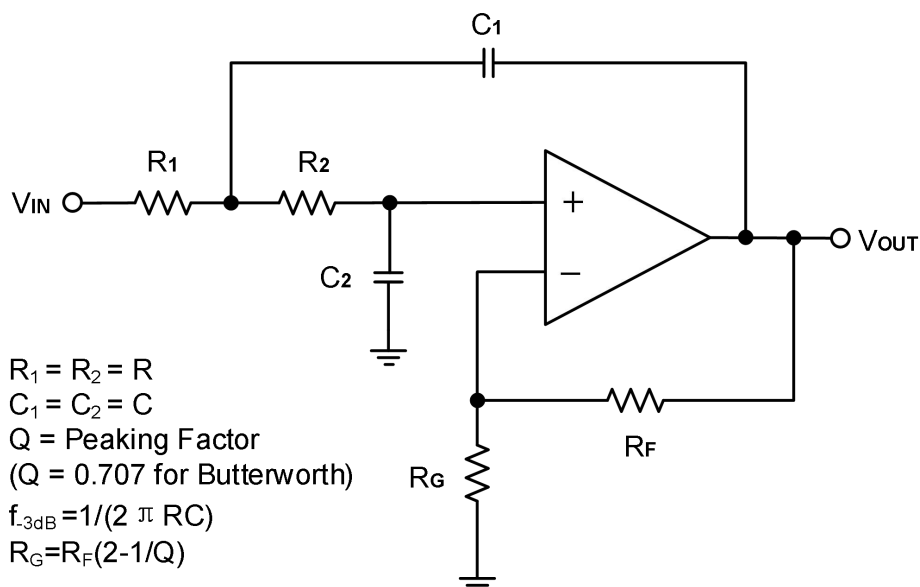 C1
R1
R2
VIN
+
−
VOUT
C2
RF
RG
R1 = R2 = R
C1 = C2 = C
Q = Peaking Factor
(Q = 0.707 for Butterworth)
f-3dB =1/(2 π RC)
RG=RF(2-1/Q)